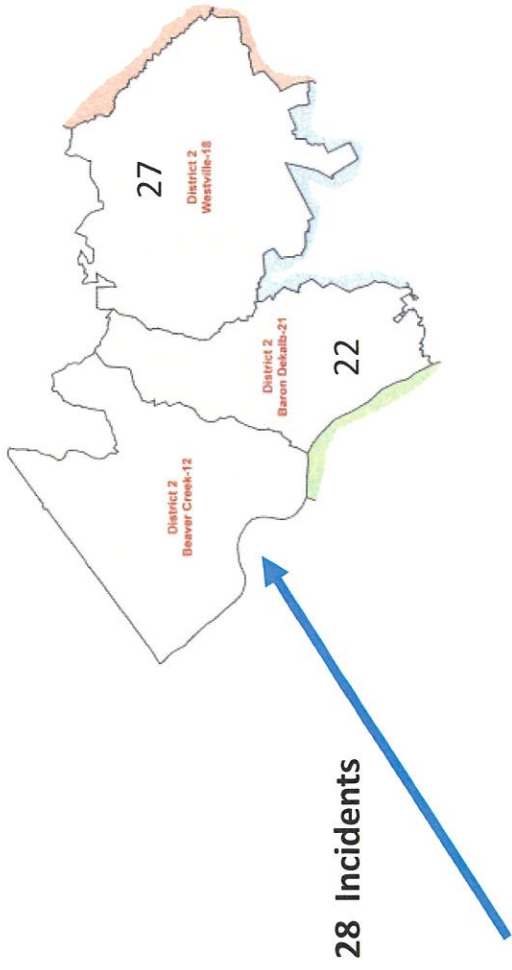 District 2
Beaver Creek-12
District 2
Baron Dekalb-21
22
27
District 2
Westville-18
28 Incidents